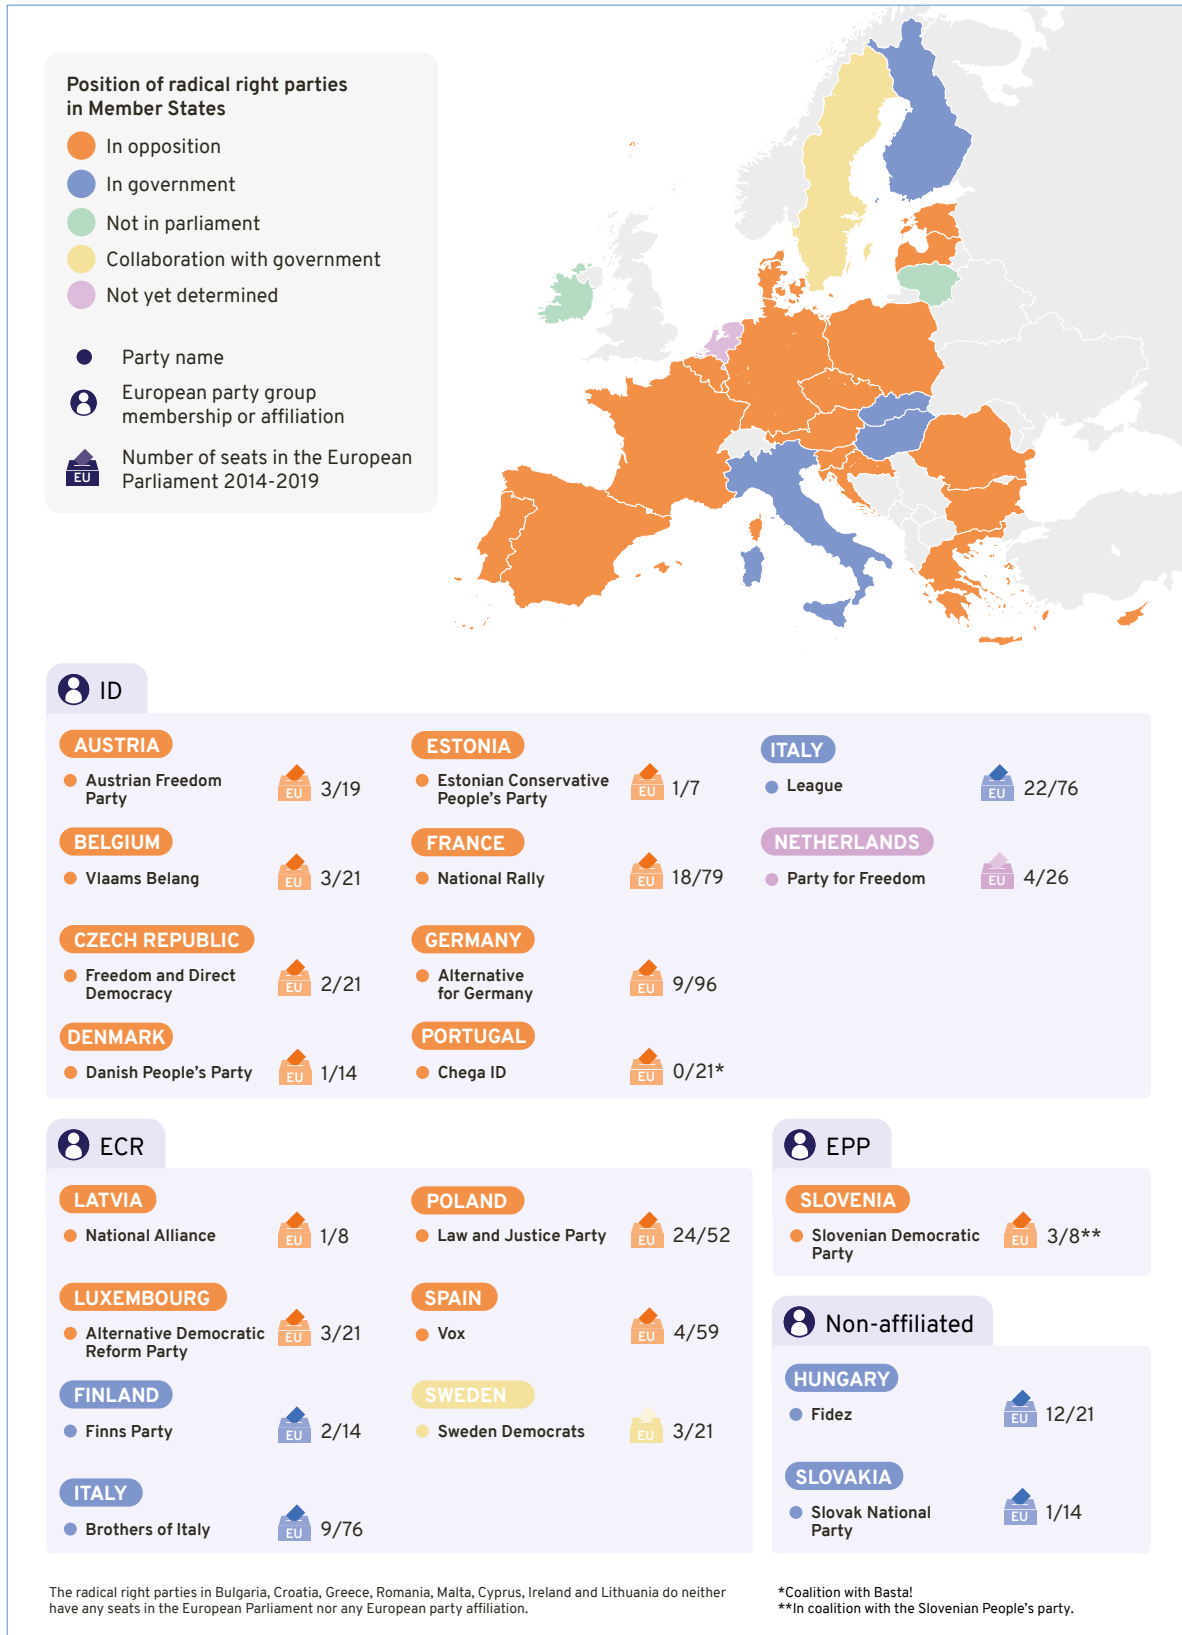 Position of radical right parties
in Member States
In opposition
In government
Not in parliament
Collaboration with government
Not yet determined
Party name
European party group
membership or affiliation
EU
Number of seats in the European
Parliament 2014-2019
ID
AUSTRIA
Austrian Freedom
Party
EU
3/19
BELGIUM
Vlaams Belang
EU
3/21
CZECH REPUBLIC
Freedom and Direct
Democracy
EU
2/21
DENMARK
Danish People's Party
EU
1/14
ESTONIA
Estonian Conservative
People's Party
EU
1/7
FRANCE
National Rally
EU
18/79
GERMANY
Alternative
for Germany
EU
9/96
PORTUGAL
Chega ID
EU
0/21*
ITALY
League
EU
22/76
NETHERLANDS
Party for Freedom
EU
4/26
ECR
LATVIA
National Alliance
EU
1/8
LUXEMBOURG
Alternative Democratic
Reform Party
EU
3/21
FINLAND
Finns Party
EU
2/14
ITALY
Brothers of Italy
EU
9/76
POLAND
Law and Justice Party
EU
24/52
SPAIN
Vox
EU
4/59
SWEDEN
Sweden Democrats
EU
3/21
EPP
SLOVENIA
Slovenian Democratic
Party
EU
3/8**
Non-affiliated
HUNGARY
Fidez
EU
12/21
SLOVAKIA
Slovak National
Party
EU
1/14
The radical right parties in Bulgaria, Croatia, Greece, Romania, Malta, Cyprus, Ireland and Lithuania do neither
have any seats in the European Parliament nor any European party affiliation.
*Coalition with Basta!
**In coalition with the Slovenian People's party.